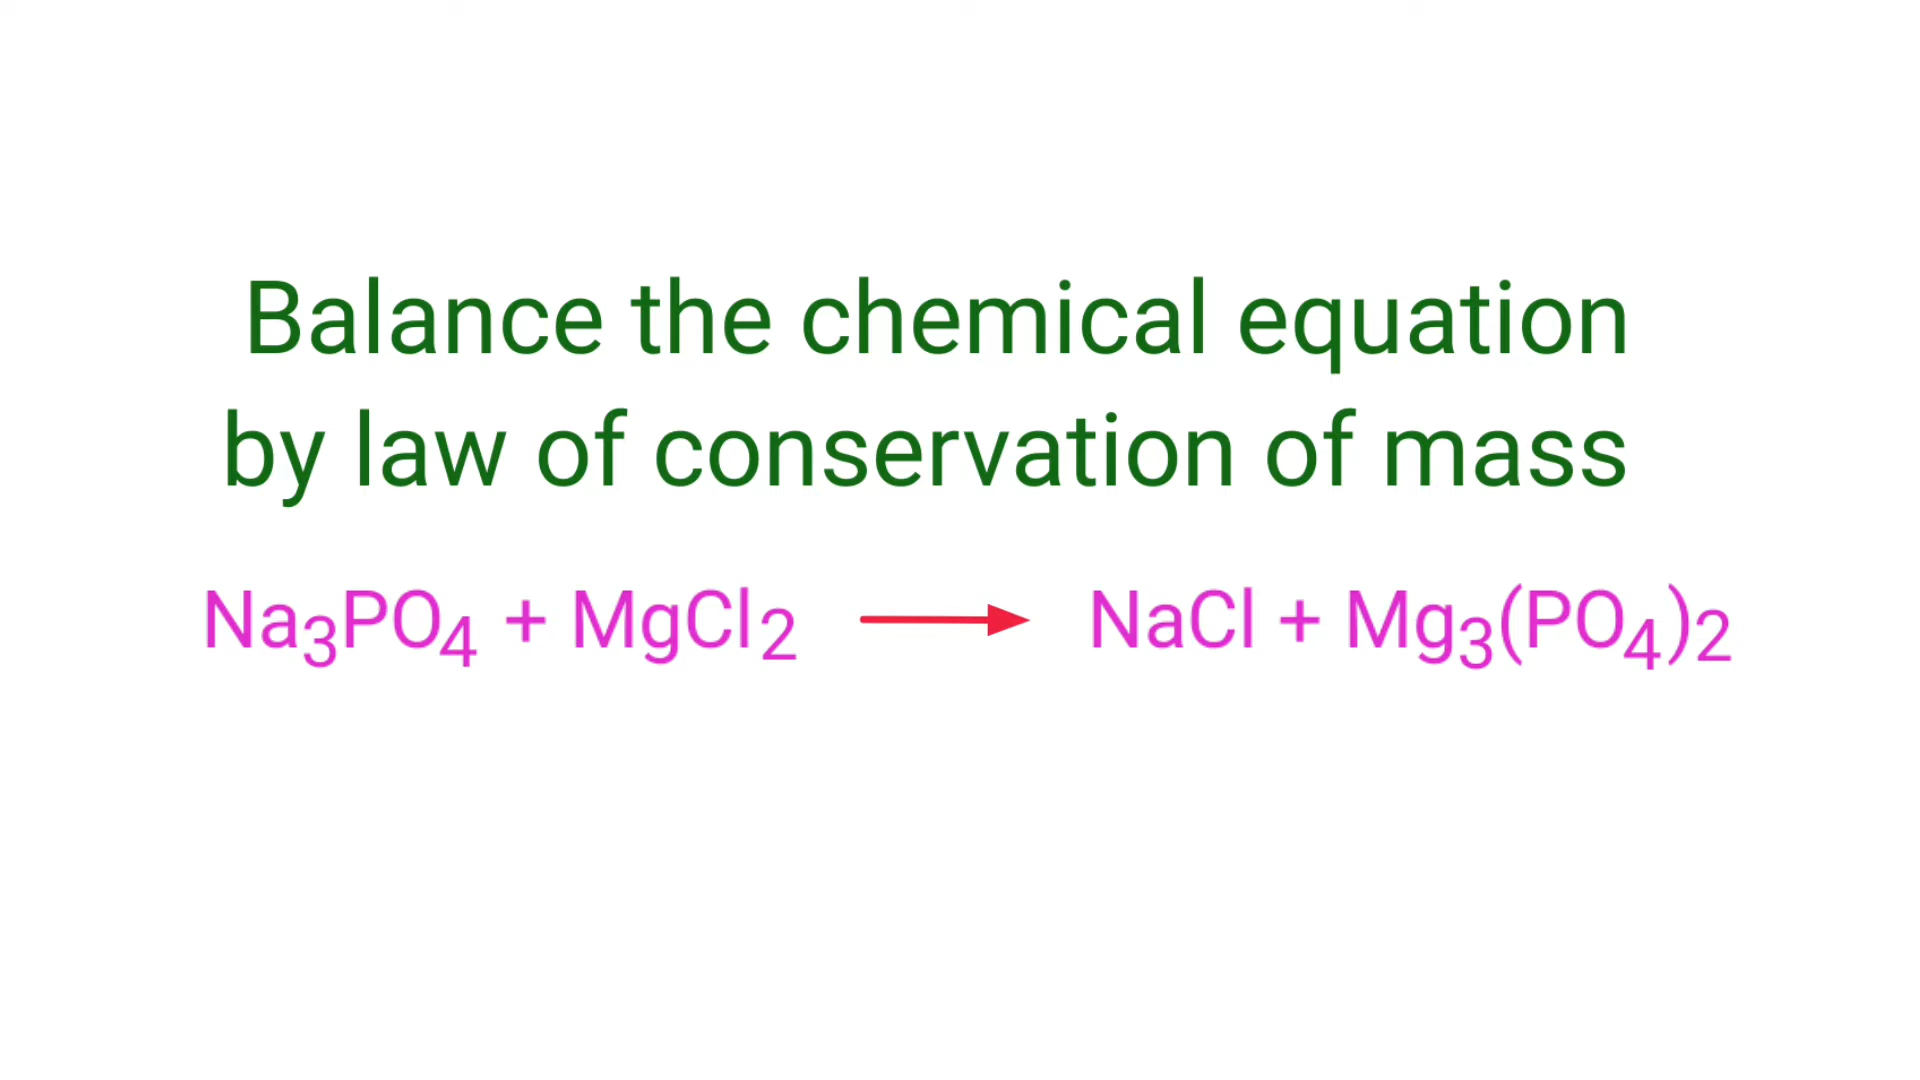 Balance the chemical equation
by law of conservation of mass
Na₃PO₄ + MgCl₂ ⟶ NaCl + Mg₃(PO₄)₂